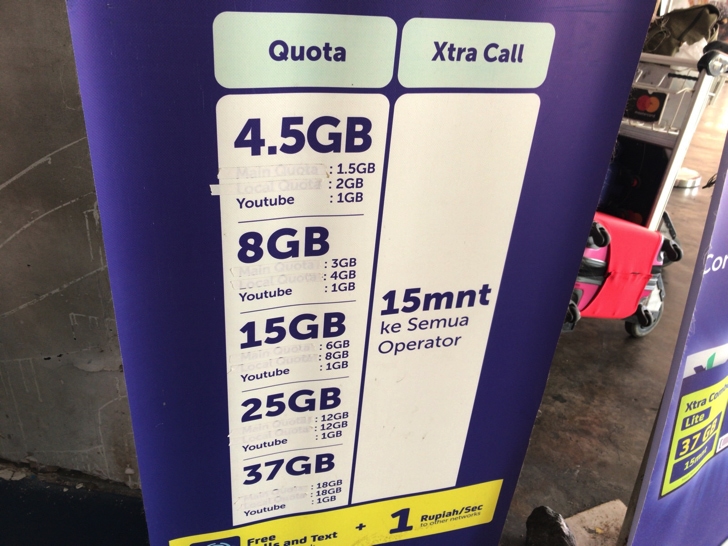 Quota
Xtra Call
4.5GB
Main Quota : 1.5GB
Local Quota : 2GB
Youtube : 1GB
8GB
Main Quota : 3GB
Local Quota : 4GB
Youtube : 1GB
15GB
Main Quota : 6GB
Local Quota : 8GB
Youtube : 1GB
25GB
Main Quota : 12GB
Local Quota : 12GB
Youtube : 1GB
37GB
: 18GB
: 18GB
Youtube : 1GB
15mnt
ke Semua
Operator
Free
and Text
+ 1 Rupiah/Sec
to other networks
Xtra
Lite
37 GB
15mnt